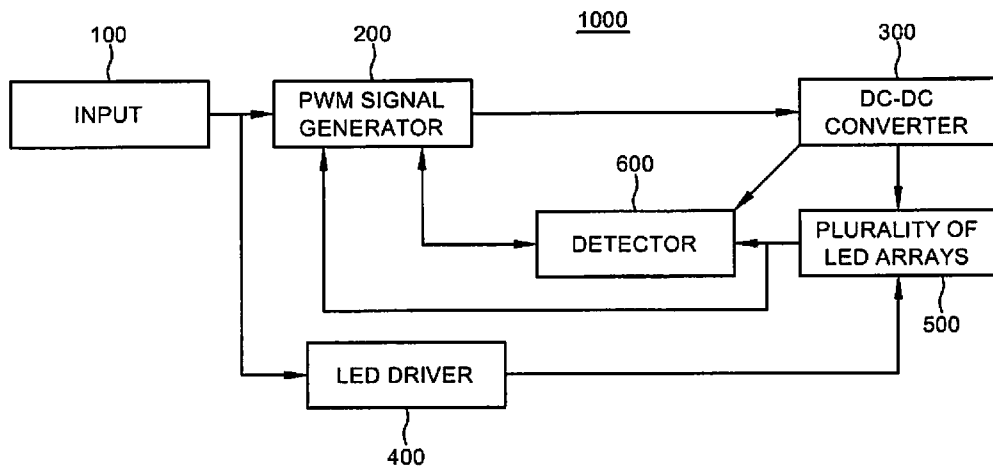 1000
100
INPUT
200
PWM SIGNAL
GENERATOR
300
DC-DC
CONVERTER
600
DETECTOR
PLURALITY OF
LED ARRAYS
500
LED DRIVER
400